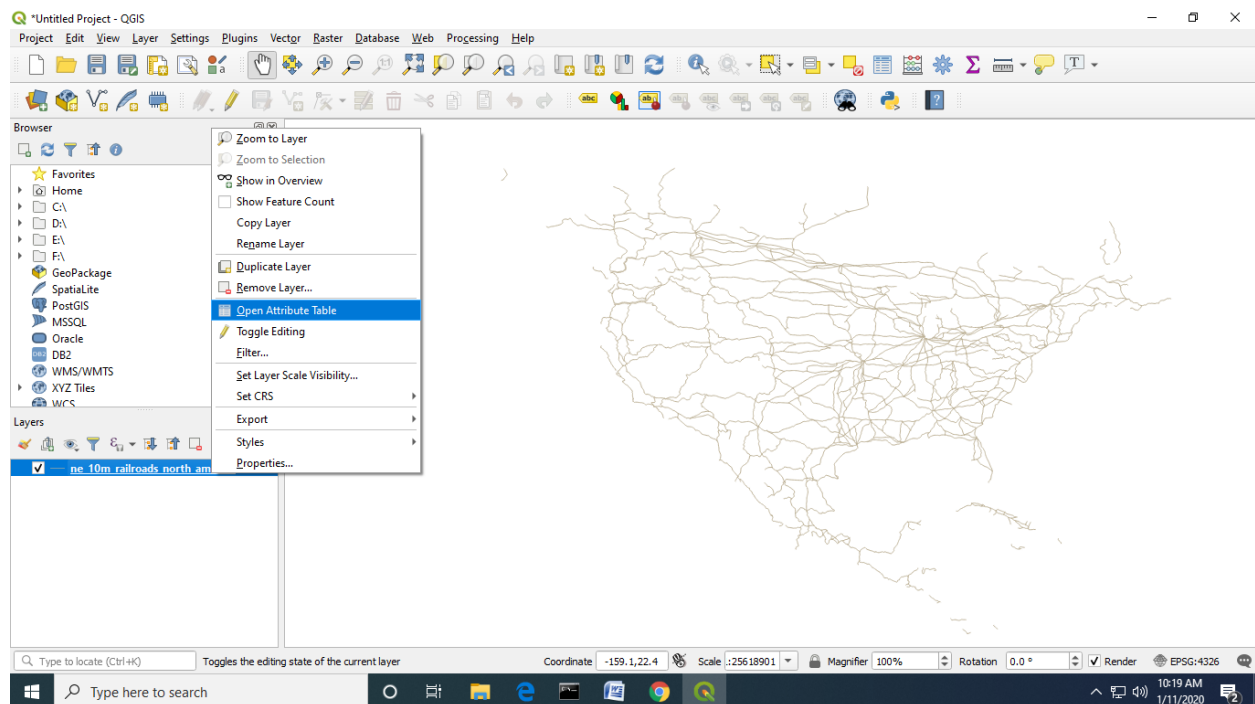 *Untitled Project - QGIS
Project Edit View Layer Settings Plugins Vector Raster Database Web Processing Help
Browser
Favorites
Home
C:\
D:\
E:\
F:\
GeoPackage
SpatiaLite
PostGIS
MSSQL
Oracle
DB2
WMS/WMTS
XYZ Tiles
WCS
Zoom to Layer
Zoom to Selection
Show in Overview
Show Feature Count
Copy Layer
Rename Layer
Duplicate Layer
Remove Layer...
Open Attribute Table
Toggle Editing
Filter...
Set Layer Scale Visibility...
Set CRS
Export
Styles
Properties...
Layers
ne_10m_railroads_north_am
Type to locate (Ctrl+K) Toggles the editing state of the current layer Coordinate -159.1,22.4 Scale :25618901 Magnifier 100% Rotation 0.0 ° Render EPSG:4326
Type here to search
10:19 AM
1/11/2020
2